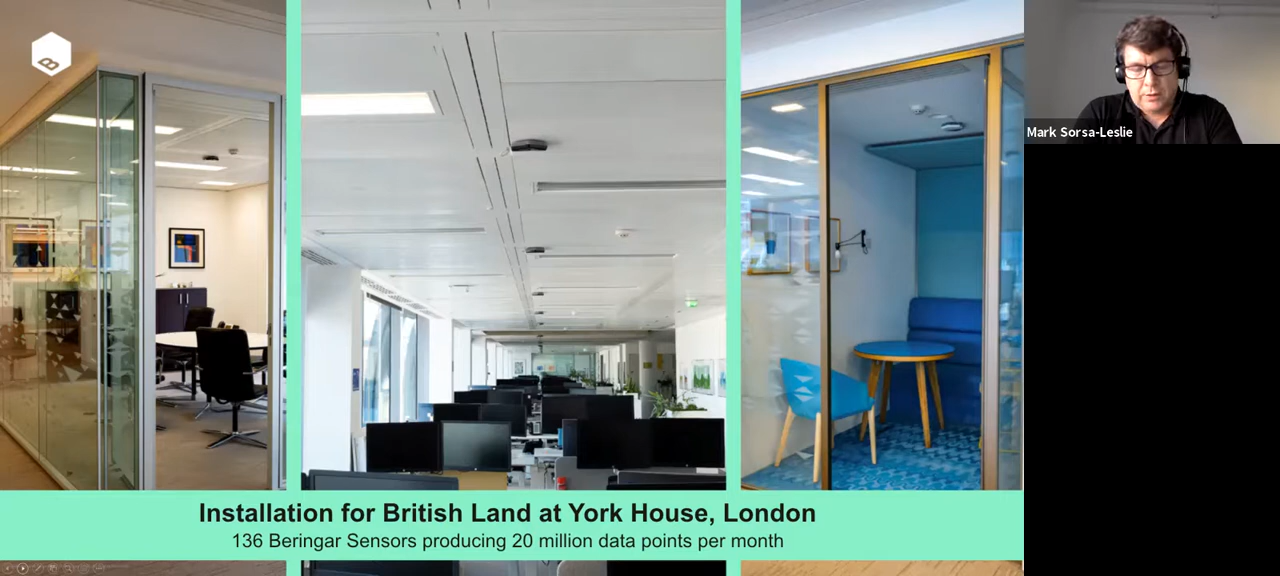 Mark Sorsa-Leslie
Installation for British Land at York House, London
136 Beringar Sensors producing 20 million data points per month